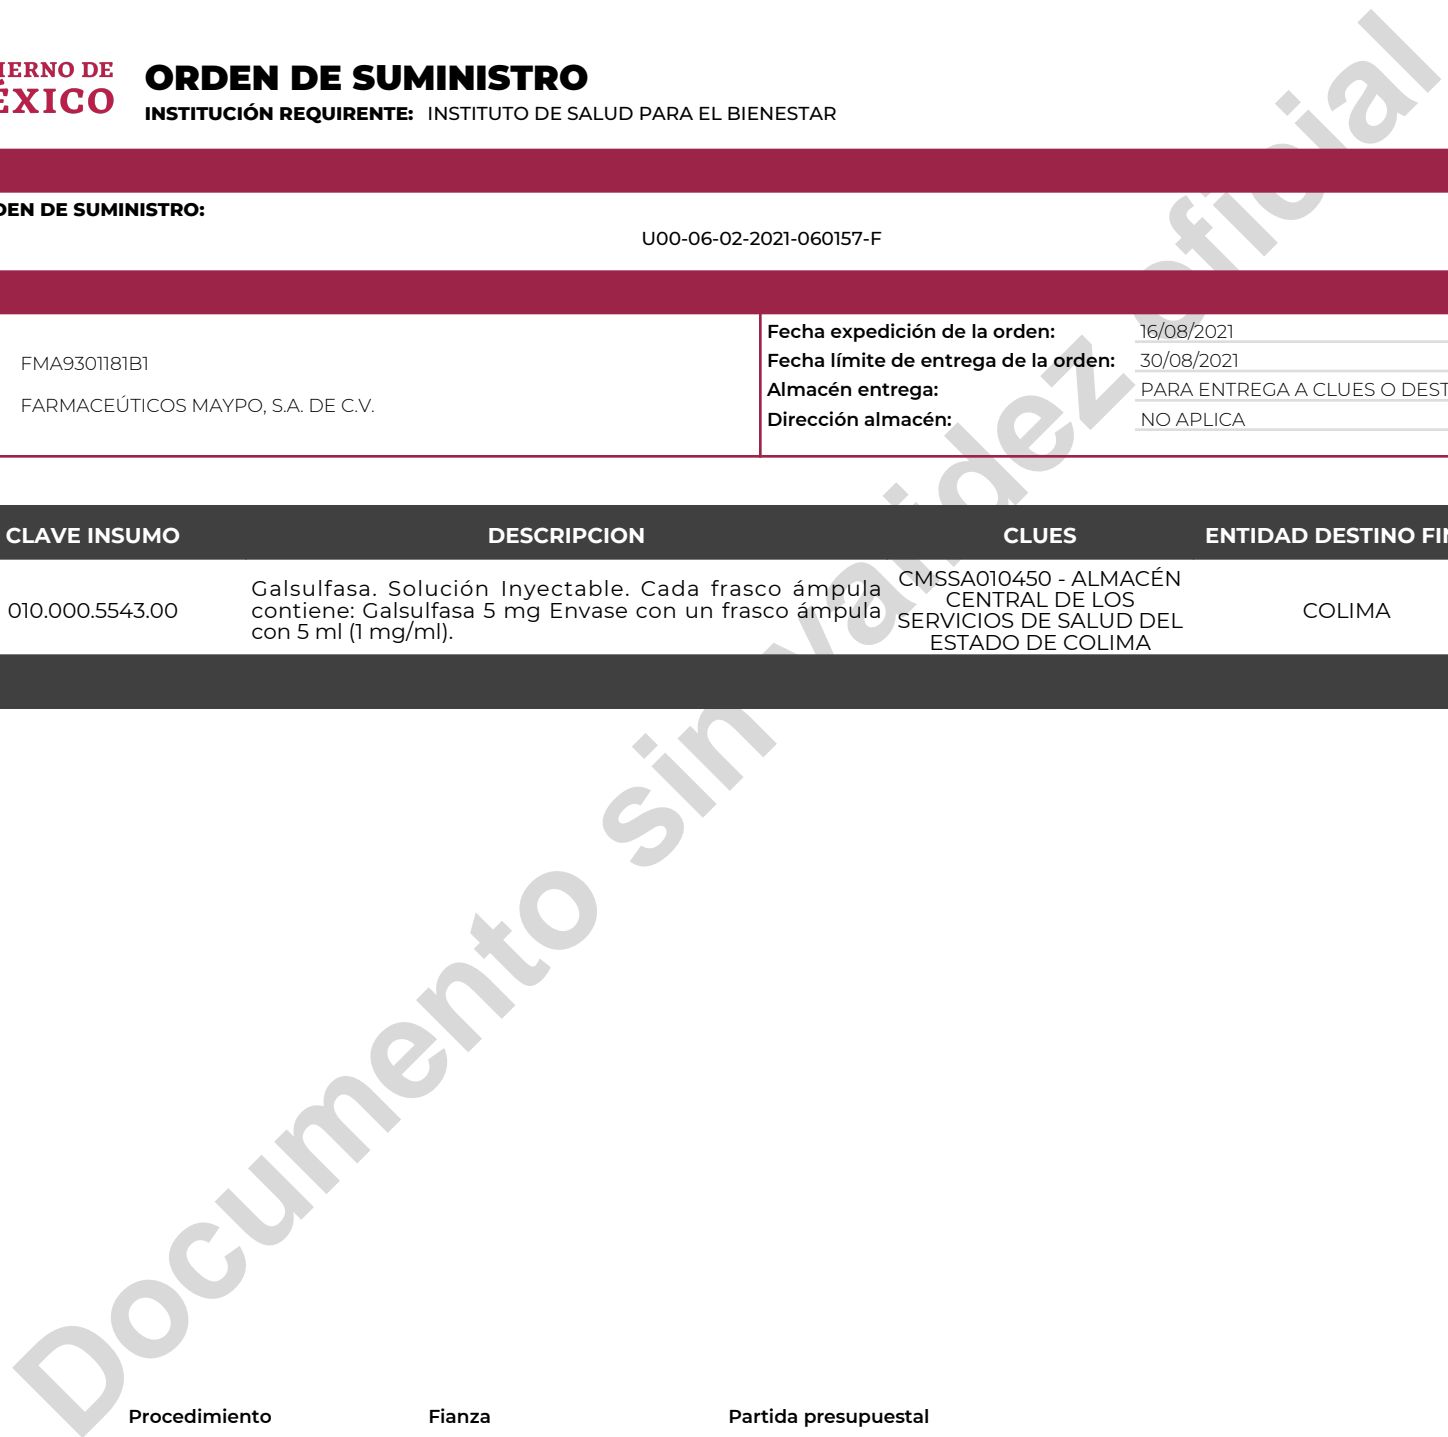 IERNO DE
ÉXICO
ORDEN DE SUMINISTRO
INSTITUCIÓN REQUIRENTE: INSTITUTO DE SALUD PARA EL BIENESTAR
DEN DE SUMINISTRO:
U00-06-02-2021-060157-F
FMA9301181B1
FARMACEÚTICOS MAYPO, S.A. DE C.V.
Fecha expedición de la orden: 16/08/2021
Fecha límite de entrega de la orden: 30/08/2021
Almacén entrega: PARA ENTREGA A CLUES O DEST
Dirección almacén: NO APLICA
CLAVE INSUMO DESCRIPCION CLUES ENTIDAD DESTINO FIN
010.000.5543.00
Galsulfasa. Solución Inyectable. Cada frasco ámpula
contiene: Galsulfasa 5 mg Envase con un frasco ámpula
con 5 ml (1 mg/ml).
CMSSA010450 - ALMACÉN
CENTRAL DE LOS
SERVICIOS DE SALUD DEL
ESTADO DE COLIMA
COLIMA
Documento sin validez oficial
Procedimiento Fianza Partida presupuestal